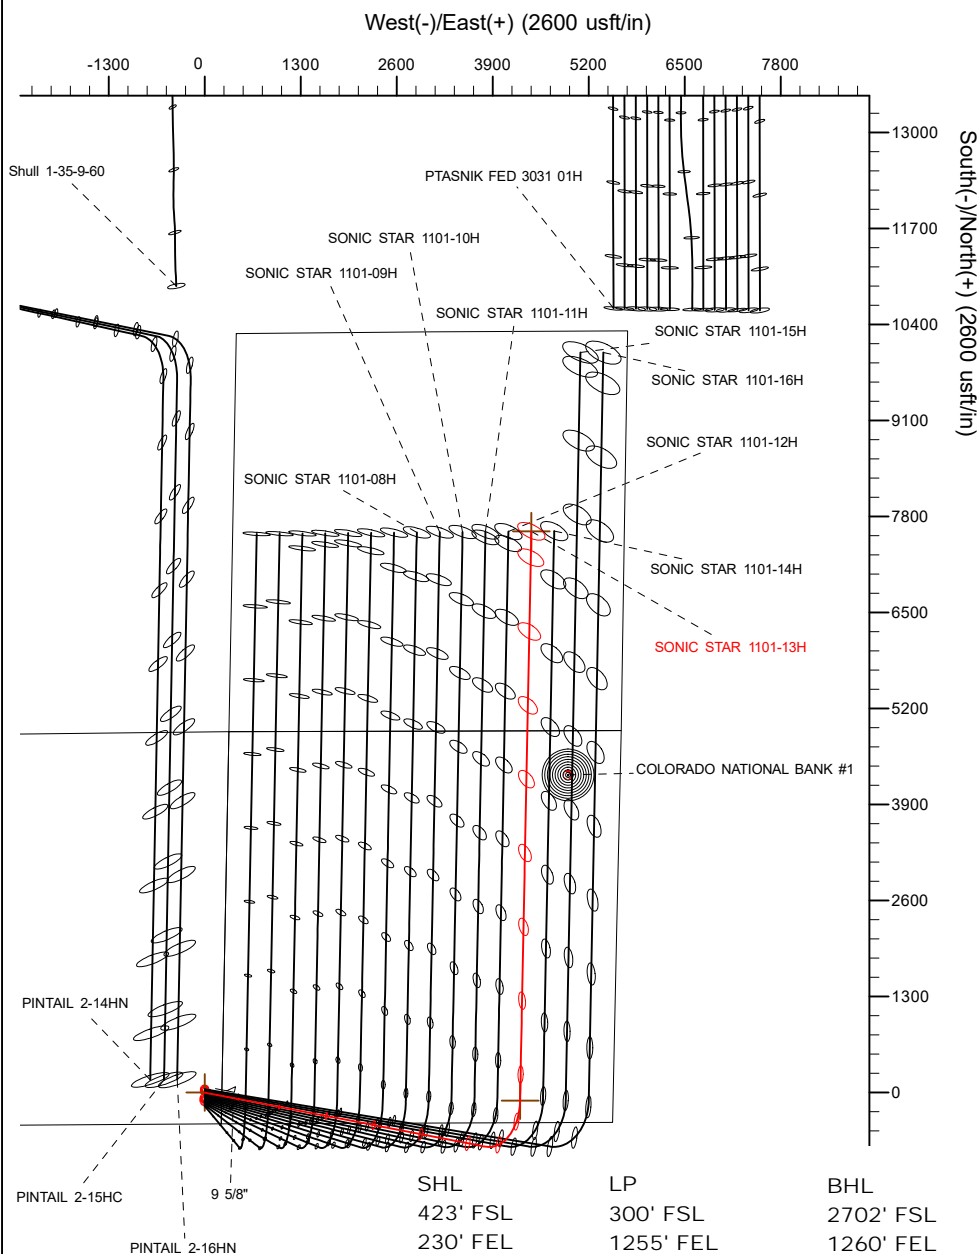 West(-)/East(+) (2600 usft/in)
-1300 0 1300 2600 3900 5200 6500 7800
South(-)/North(+) (2600 usft/in)
13000
11700
10400
9100
7800
6500
5200
3900
2600
1300
0
Shull 1-35-9-60
PTASNIK FED 3031 01H
SONIC STAR 1101-10H
SONIC STAR 1101-09H
SONIC STAR 1101-11H
SONIC STAR 1101-15H
SONIC STAR 1101-16H
SONIC STAR 1101-12H
SONIC STAR 1101-08H
SONIC STAR 1101-14H
SONIC STAR 1101-13H
COLORADO NATIONAL BANK #1
PINTAIL 2-14HN
PINTAIL 2-15HC
9 5/8"
PINTAIL 2-16HN
SHL LP BHL
423' FSL 300' FSL 2702' FSL
230' FEL 1255' FEL 1260' FEL